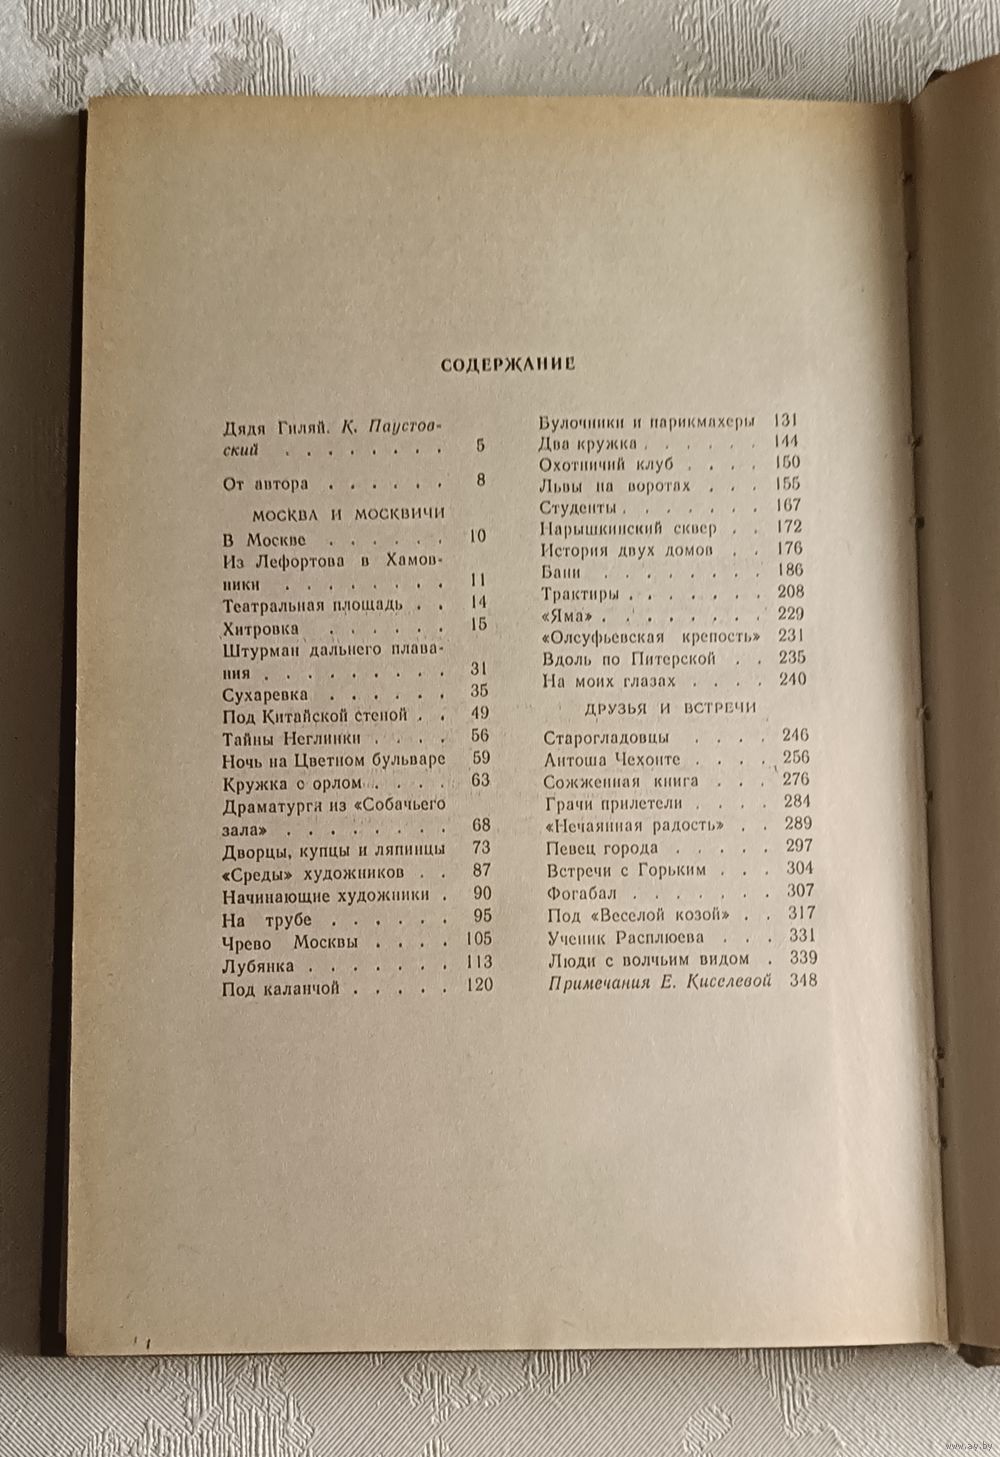 СОДЕРЖАНИЕ
Дядя Гиляй. К. Паустов-
ский . . . . . . . . 5
От автора . . . . . . 8
МОСКВА И МОСКВИЧИ
В Москве . . . . . . 10
Из Лефортова в Хамов-
ники . . . . . . . . 11
Театральная площадь . . 14
Хитровка . . . . . . 15
Штурман дальнего плава-
ния . . . . . . . . . 31
Сухаревка . . . . . . 35
Под Китайской стеной . . 49
Тайны Неглинки . . . . 56
Ночь на Цветном бульваре 59
Кружка с орлом . . . . 63
Драматурги из «Собачьего
зала» . . . . . . . . 68
Дворцы, купцы и ляпинцы 73
«Среды» художников . . 87
Начинающие художники . 90
На трубе . . . . . . 95
Чрево Москвы . . . . 105
Лубянка . . . . . . . 113
Под каланчой . . . . . 120
Булочники и парикмахеры 131
Два кружка . . . . . . 144
Охотничий клуб . . . . 150
Львы на воротах . . . 155
Студенты . . . . . . . 167
Нарышкинский сквер . . 172
История двух домов . . 176
Бани . . . . . . . . 186
Трактиры . . . . . . . 208
«Яма» . . . . . . . . 229
«Олсуфьевская крепость» 231
Вдоль по Питерской . . 235
На моих глазах . . . . 240
ДРУЗЬЯ И ВСТРЕЧИ
Старогладовцы . . . . 246
Антоша Чехонте . . . . 256
Сожженная книга . . . 276
Грачи прилетели . . . . 284
«Нечаянная радость» . . 289
Певец города . . . . . 297
Встречи с Горьким . . . 304
Фогабал . . . . . . . 307
Под «Веселой козой» . . 317
Ученик Расплюева . . . 331
Люди с волчьим видом . 339
Примечания Е. Киселевой 348
www.ay.by